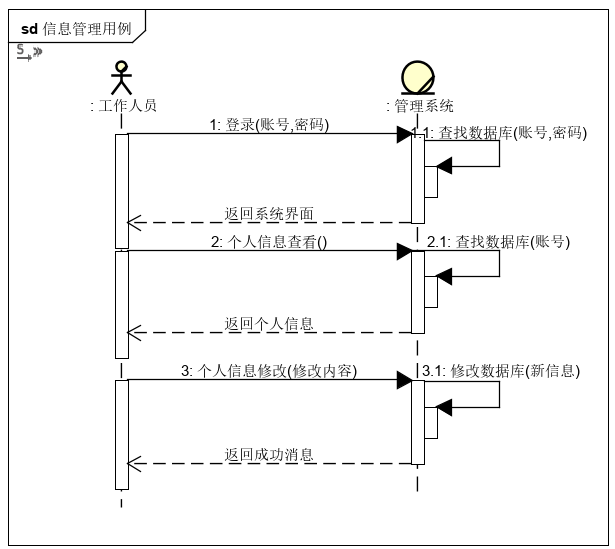 sd 信息管理用例
S
: 工作人员
: 管理系统
1: 登录(账号,密码)
1.1: 查找数据库(账号,密码)
返回系统界面
2: 个人信息查看()
2.1: 查找数据库(账号)
返回个人信息
3: 个人信息修改(修改内容)
3.1: 修改数据库(新信息)
返回成功消息